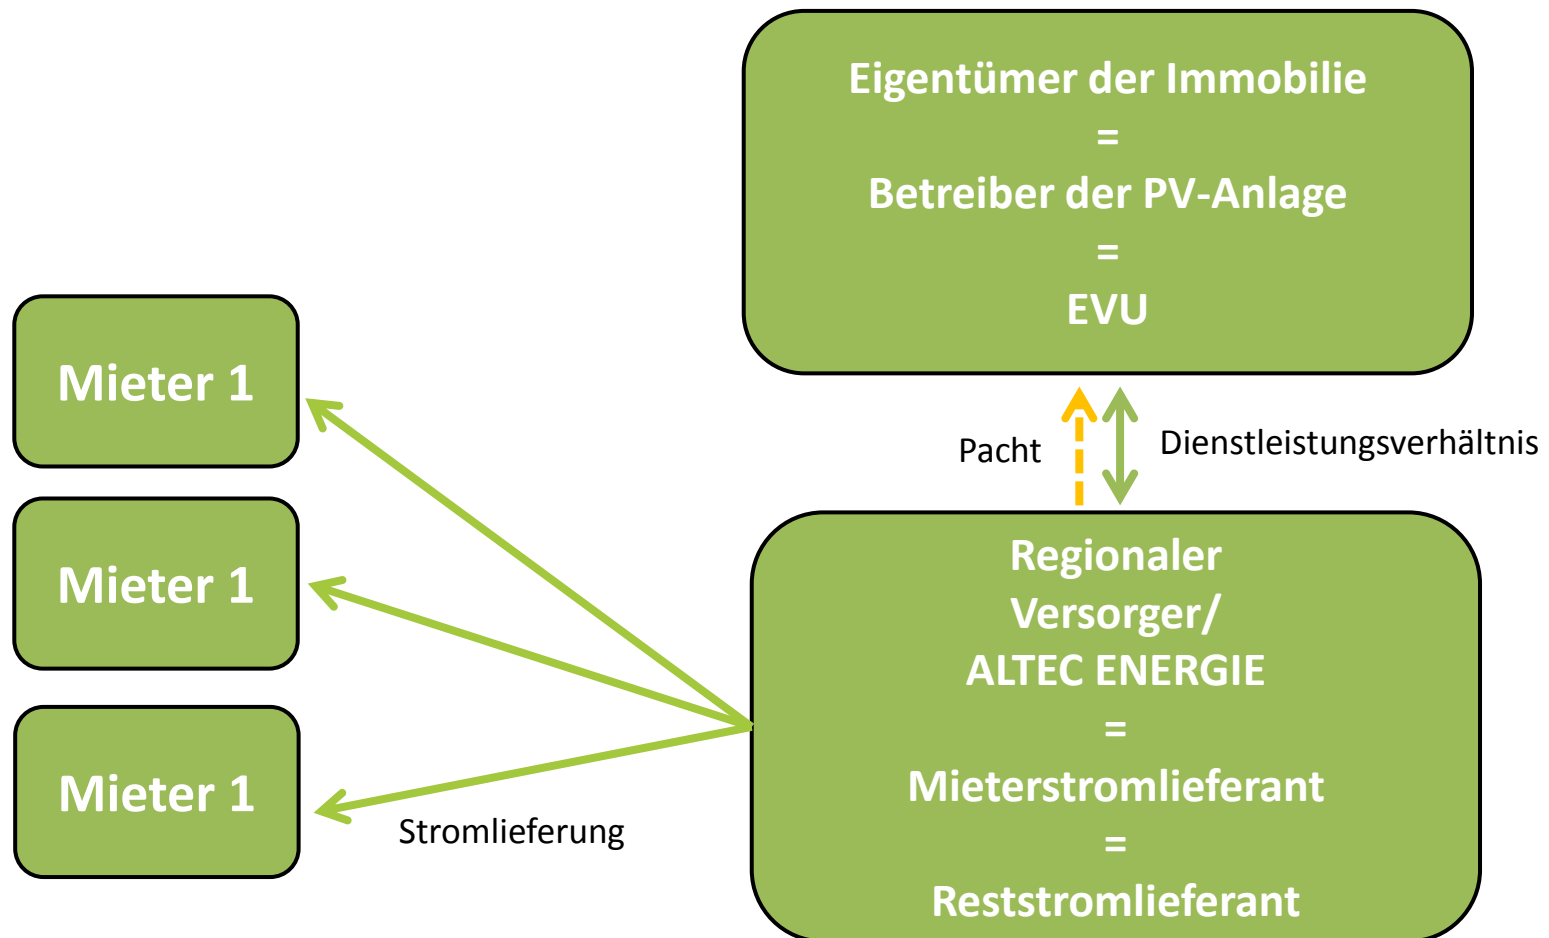 Eigentümer der Immobilie
=
Betreiber der PV-Anlage
=
EVU
Mieter 1
Mieter 1
Mieter 1
Pacht
Dienstleistungsverhältnis
Stromlieferung
Regionaler
Versorger/
ALTEC ENERGIE
=
Mieterstromlieferant
=
Reststromlieferant